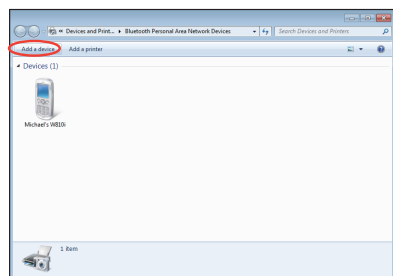 « Devices and Print... ▸ Bluetooth Personal Area Network Devices
Search Devices and Printers
Add a device Add a printer
Devices (1)
Michael's W810i
1 item